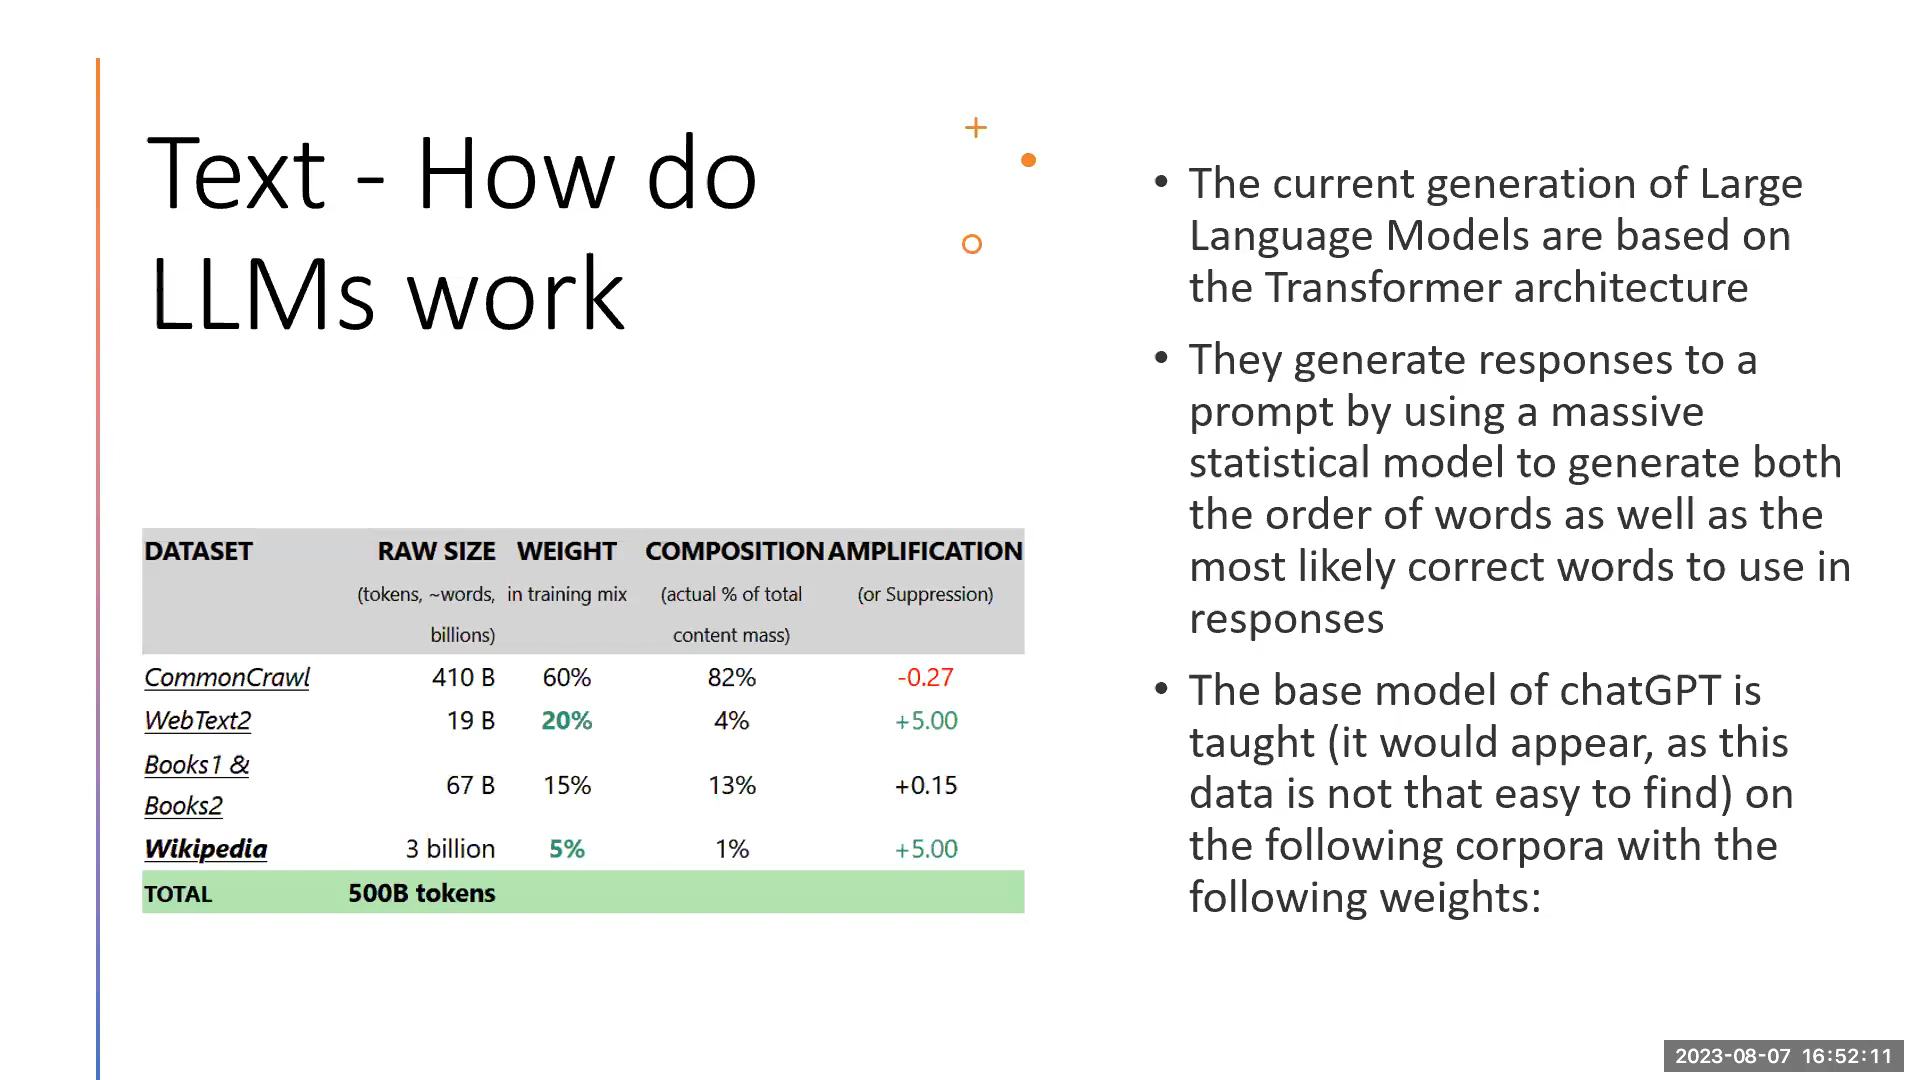 Text - How do
LLMs work
DATASET RAW SIZE WEIGHT COMPOSITION AMPLIFICATION
(tokens, ~words, in training mix (actual % of total (or Suppression)
billions) content mass)
CommonCrawl 410 B 60% 82% -0.27
WebText2 19 B 20% 4% +5.00
Books1 &
Books2 67 B 15% 13% +0.15
Wikipedia 3 billion 5% 1% +5.00
TOTAL 500B tokens
• The current generation of Large
Language Models are based on
the Transformer architecture
• They generate responses to a
prompt by using a massive
statistical model to generate both
the order of words as well as the
most likely correct words to use in
responses
• The base model of chatGPT is
taught (it would appear, as this
data is not that easy to find) on
the following corpora with the
following weights:
2023-08-07 16:52:11